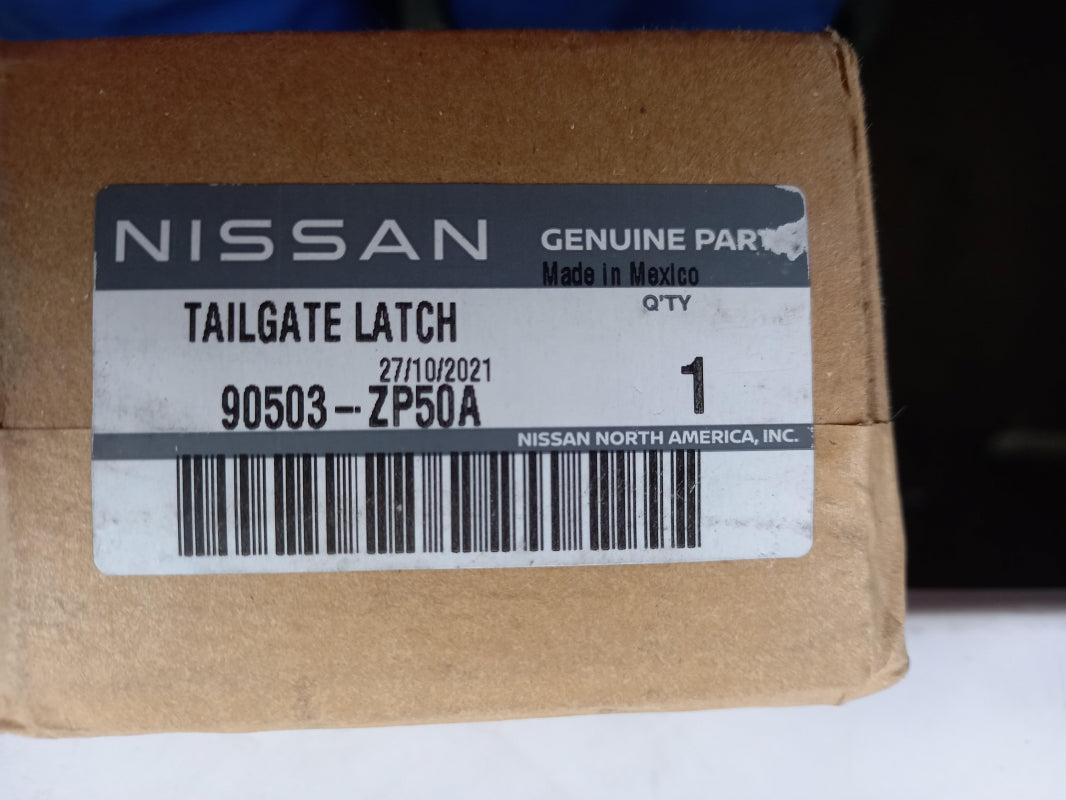 NISSAN
GENUINE PART
Made in Mexico
Q'TY
TAILGATE LATCH
27/10/2021
90503-ZP50A
1
NISSAN NORTH AMERICA, INC.